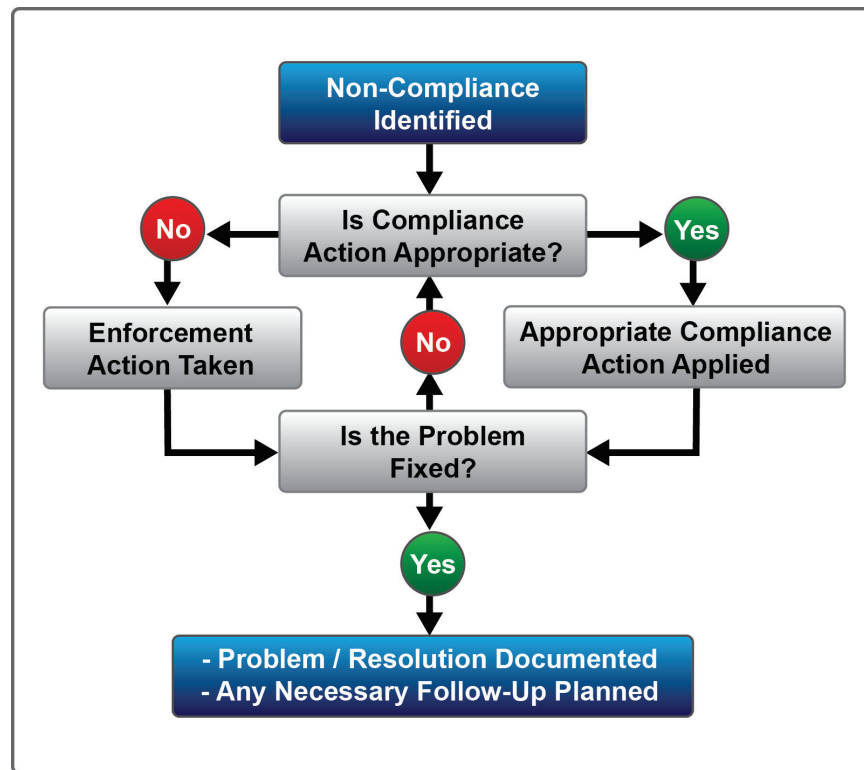 Non-Compliance
Identified
No
Is Compliance
Action Appropriate?
Yes
Enforcement
Action Taken
No
Appropriate Compliance
Action Applied
Is the Problem
Fixed?
Yes
- Problem / Resolution Documented
- Any Necessary Follow-Up Planned